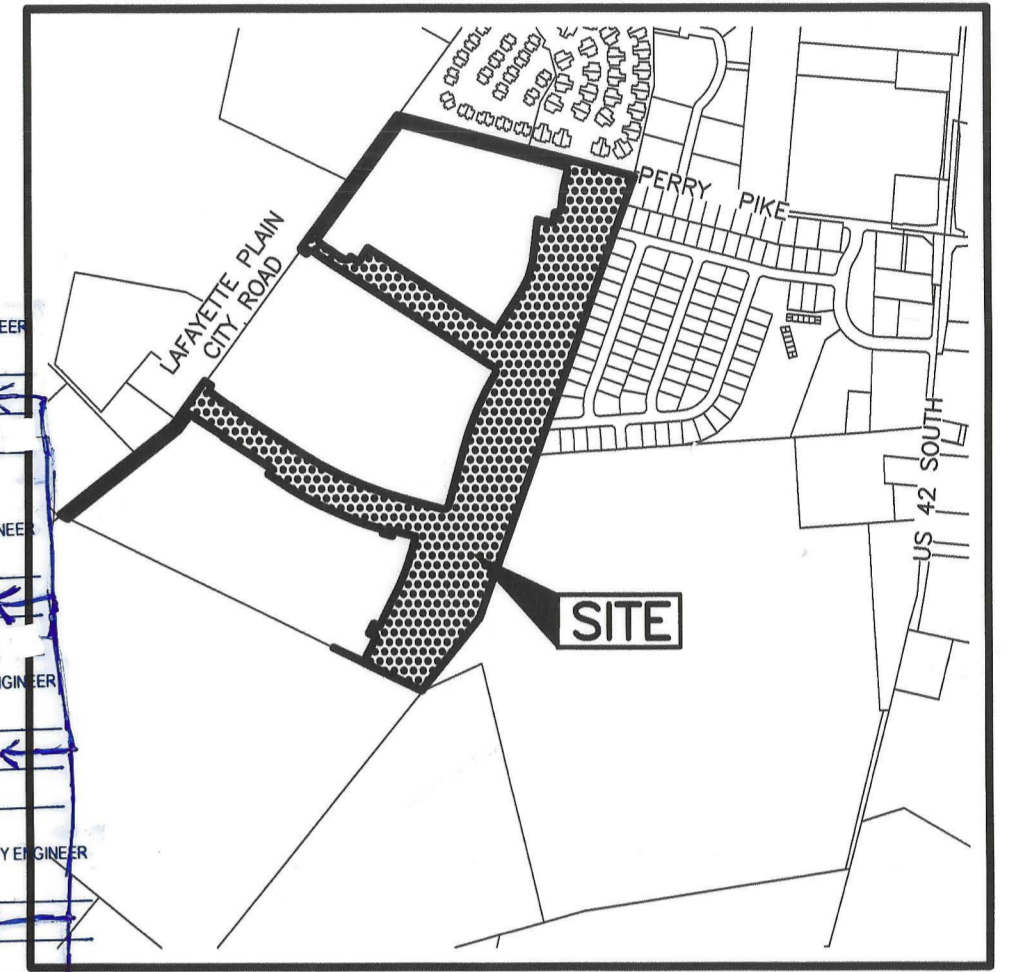 PERRY PIKE
LAFAYETTE PLAIN
CITY ROAD
US 42 SOUTH
SITE
EER
NEER
GINEER
Y ENGINEER